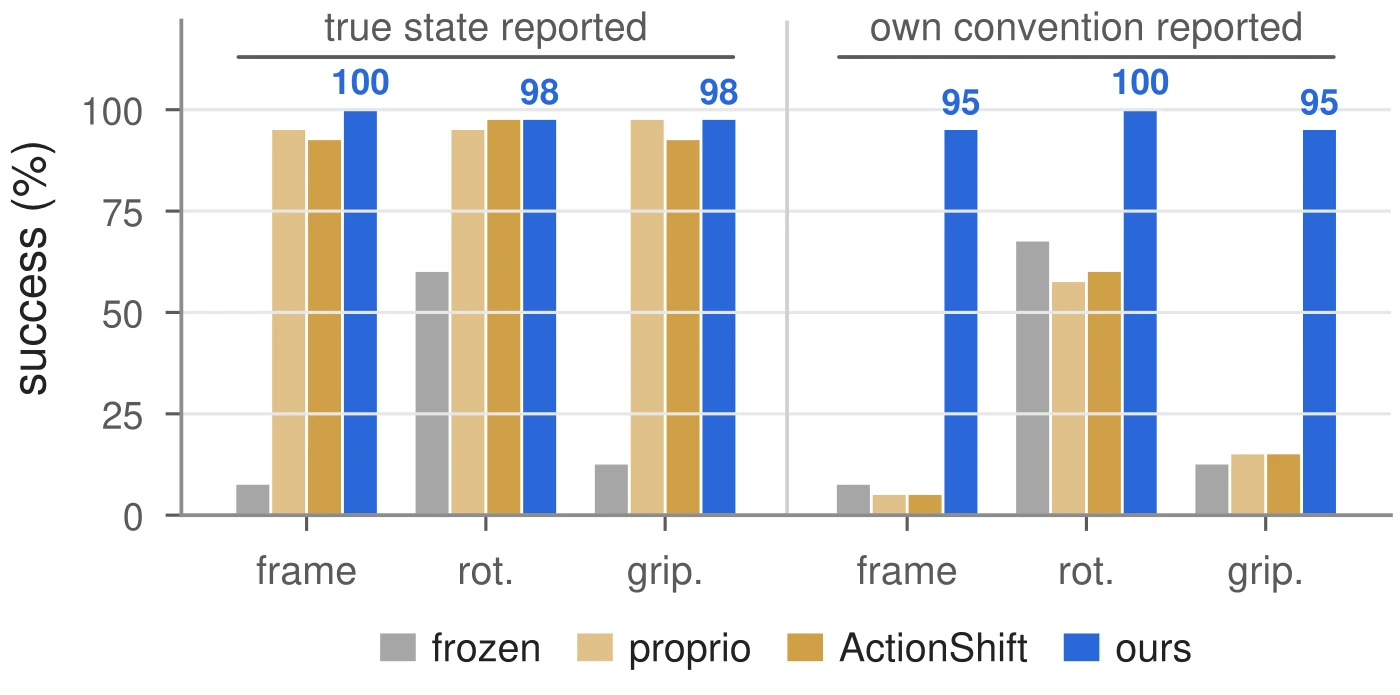 true state reported
own convention reported
100
98
98
95
100
95
success (%)
100
75
50
25
0
frame
rot.
grip.
frame
rot.
grip.
frozen
proprio
ActionShift
ours